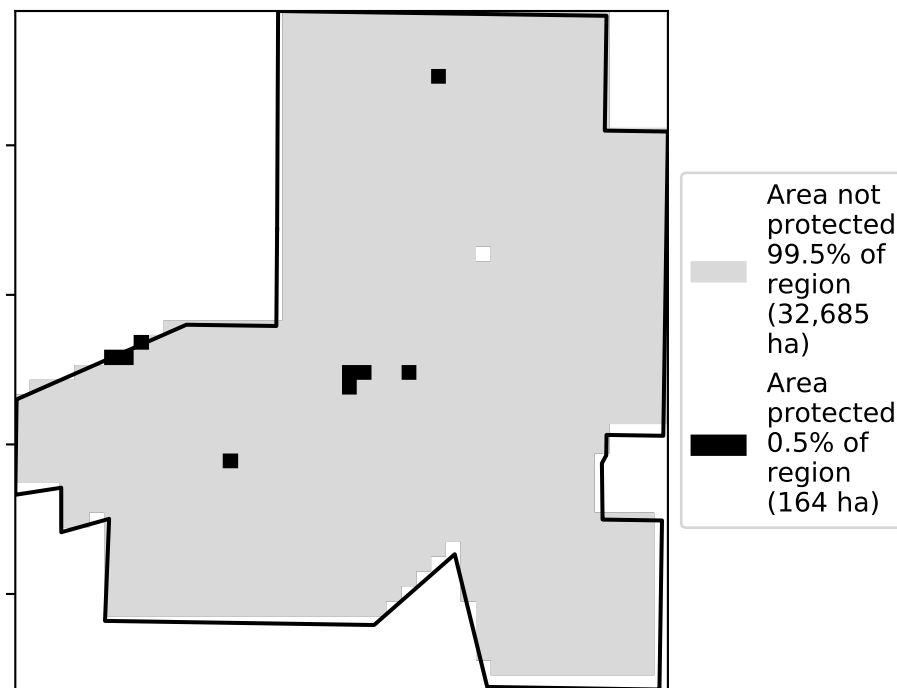 Area not
protected
99.5% of
region
(32,685
ha)
Area
protected
0.5% of
region
(164 ha)